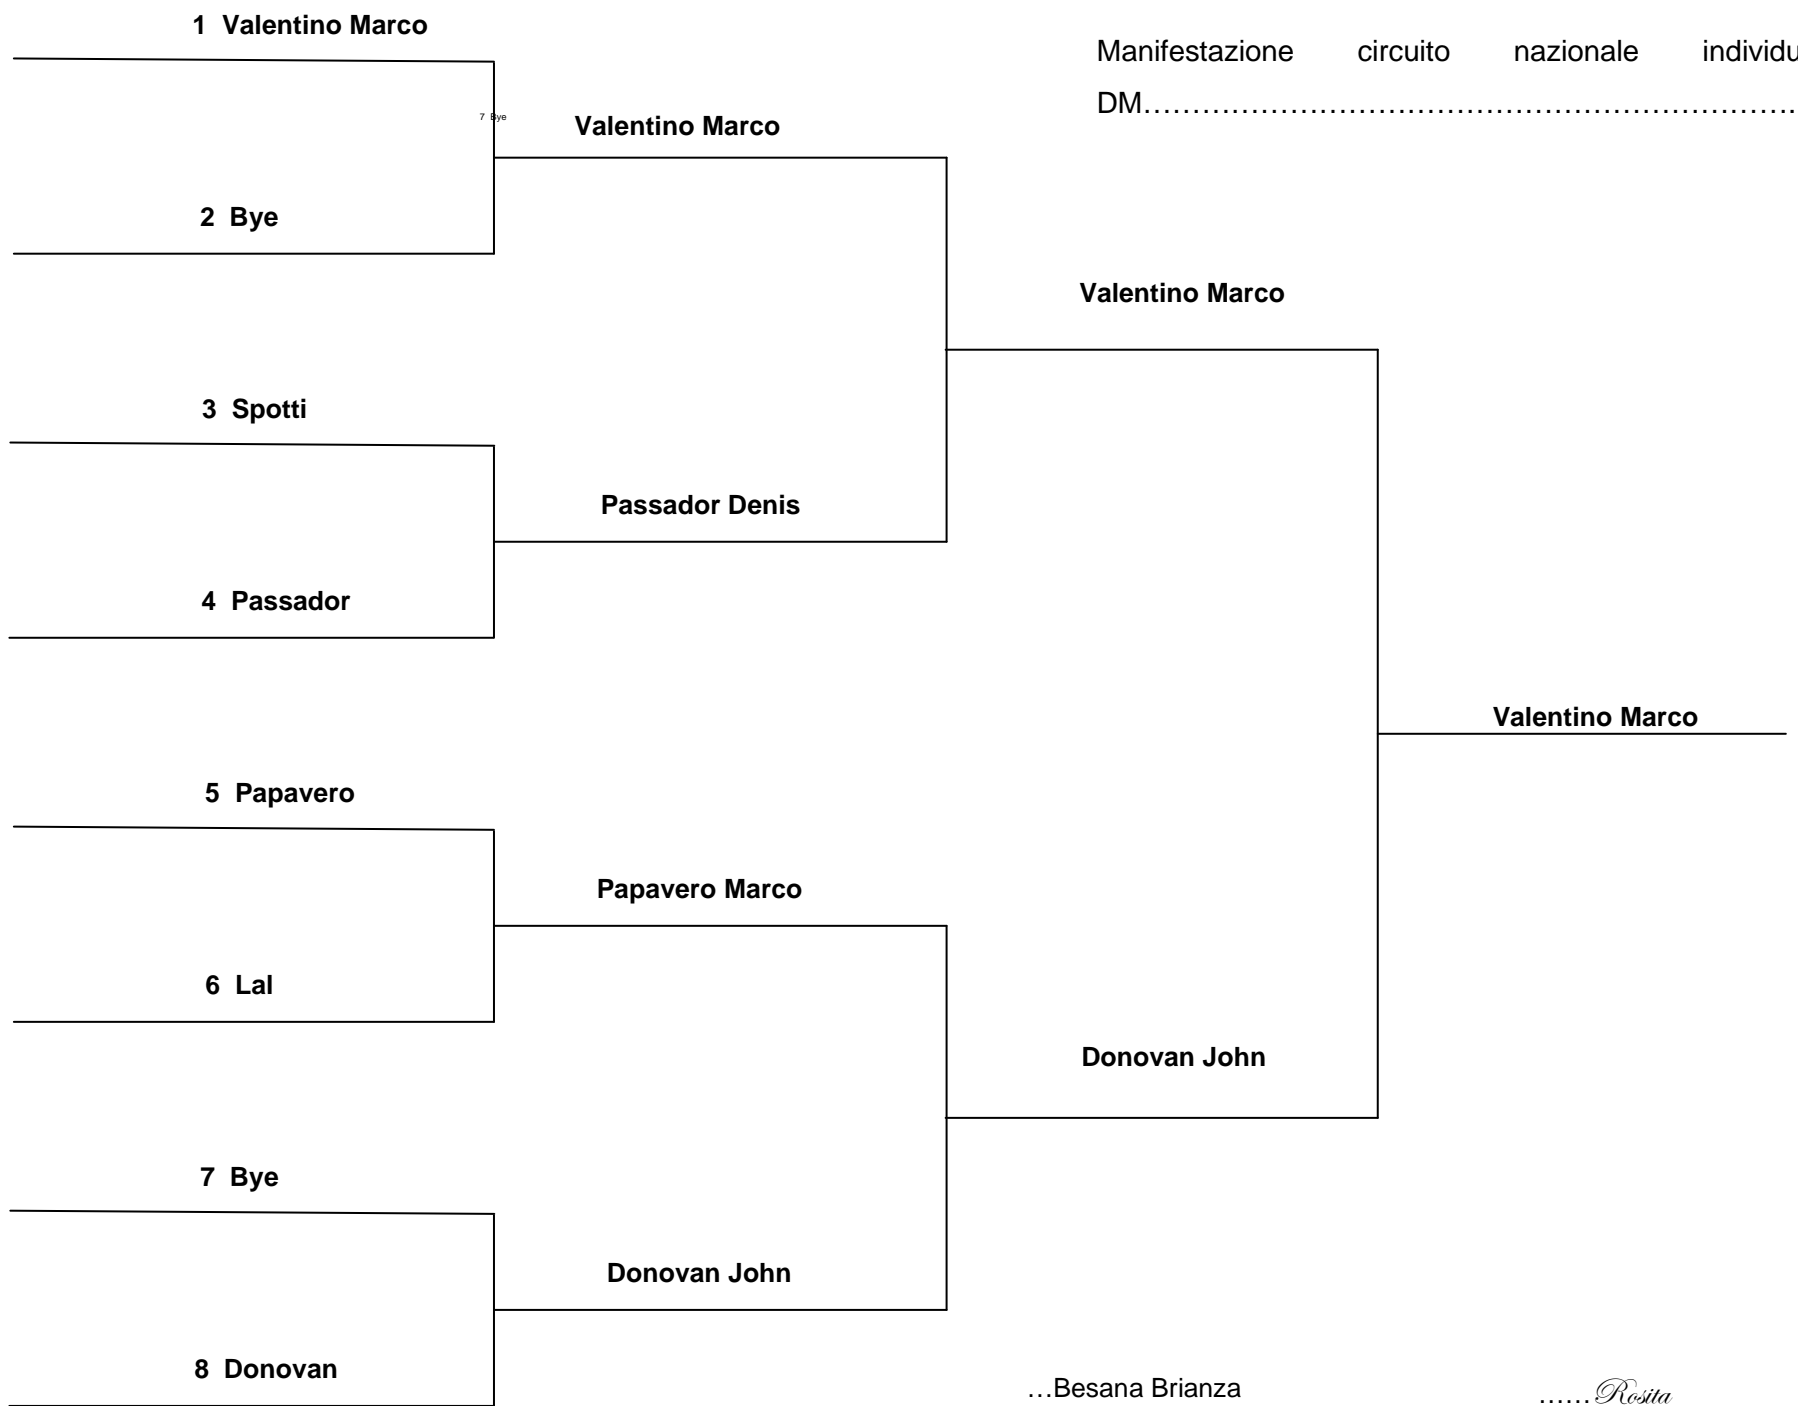 1 Valentino Marco
Manifestazione circuito nazionale individu
DM……………………………………………………………
7 Bye
Valentino Marco
2 Bye
Valentino Marco
3 Spotti
Passador Denis
4 Passador
Valentino Marco
5 Papavero
Papavero Marco
6 Lal
Donovan John
7 Bye
Donovan John
8 Donovan
…Besana Brianza
……Rosita